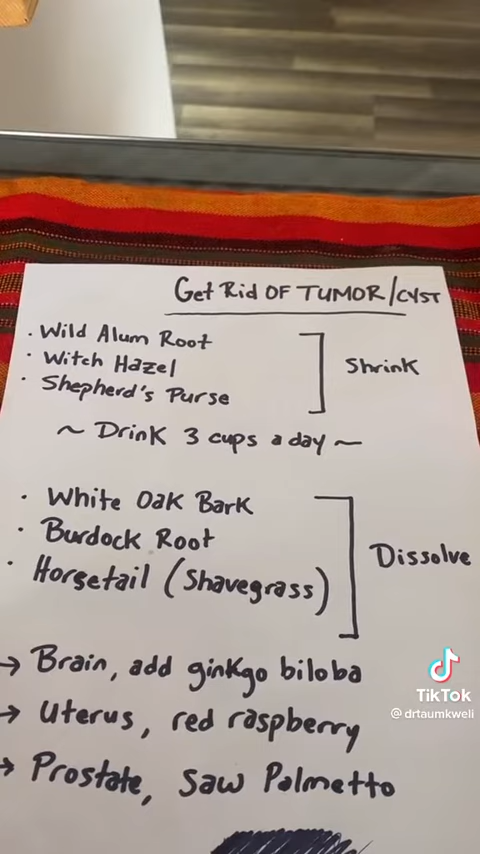 Get Rid OF TUMOR/CYST
• Wild Alum Root
• Witch Hazel
• Shepherd's Purse
Shrink
~ Drink 3 cups a day ~
• White Oak Bark
• Burdock Root
• Horsetail (Shavegrass)
Dissolve
→ Brain, add ginkgo biloba
→ Uterus, red raspberry
→ Prostate, Saw Palmetto
TikTok
@drtaumkweli